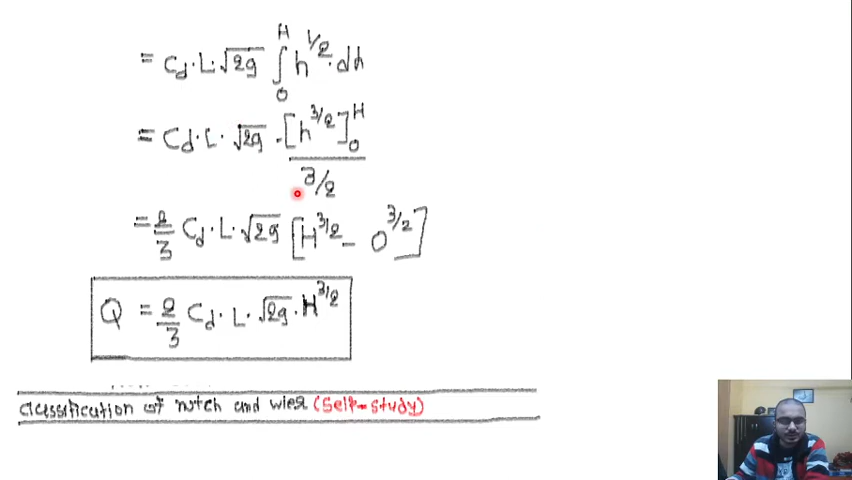 = Cd. L. √2g ∫₀ᴴ h^1/2. dh
= Cd. L. √2g . [h^3/2]₀ᴴ / 3/2
= 2/3 Cd. L. √2g [H^3/2 - 0^3/2]
Q = 2/3 Cd. L. √2g. H^3/2
classification of notch and wier (Self-study)